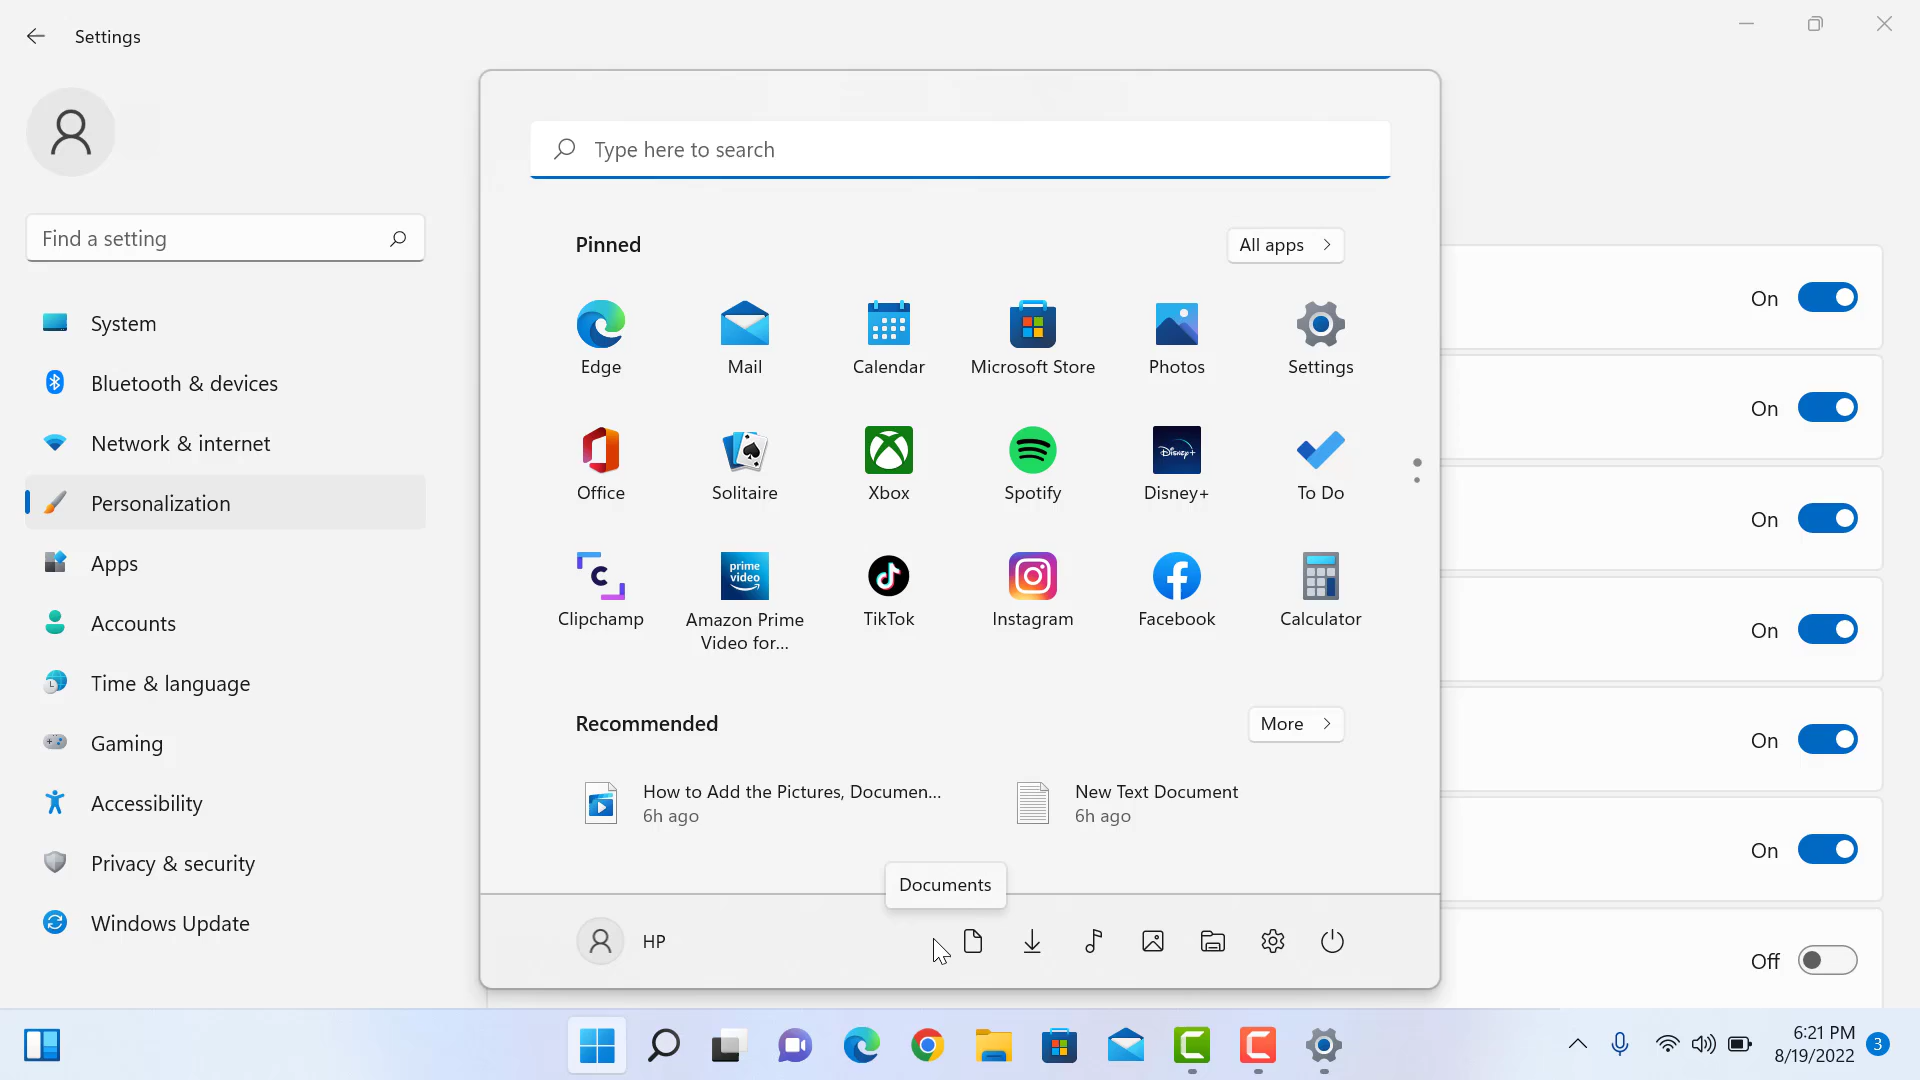 Settings
Find a setting
System
Bluetooth & devices
Network & internet
Personalization
Apps
Accounts
Time & language
Gaming
Accessibility
Privacy & security
Windows Update
Type here to search
Pinned
All apps
Edge
Mail
Calendar
Microsoft Store
Photos
Settings
Office
Solitaire
Xbox
Spotify
Disney+
Disney+
To Do
Clipchamp
prime
video
Amazon Prime
Video for...
TikTok
Instagram
Facebook
Calculator
Recommended
More
How to Add the Pictures, Documen...
6h ago
New Text Document
6h ago
Documents
HP
On
On
On
On
On
On
Off
6:21 PM
8/19/2022
3